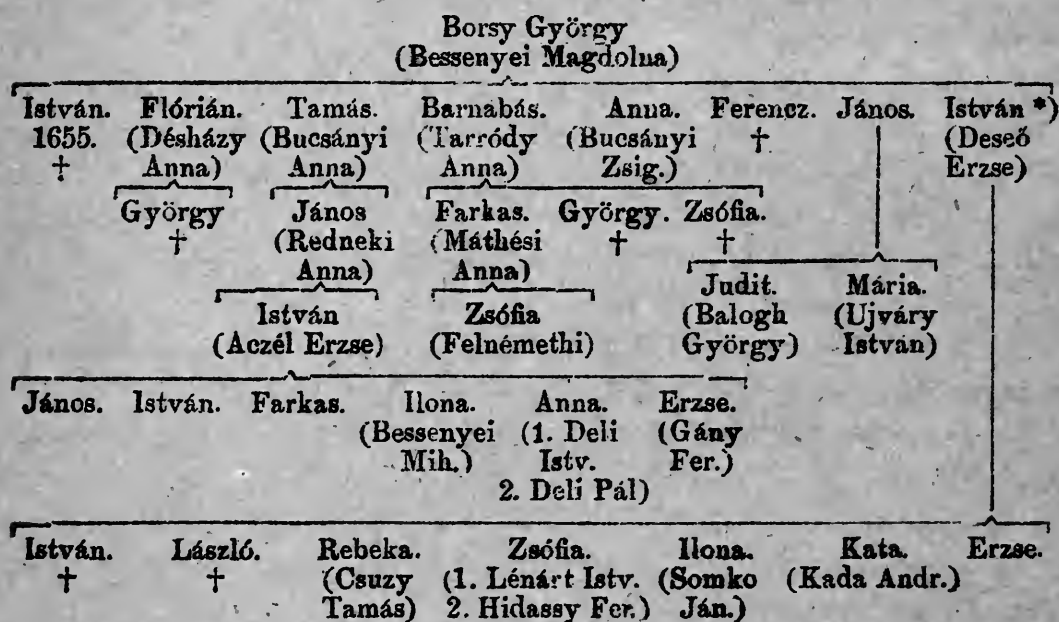 Borsy György
(Bessenyei Magdolna)
István. Flórián. Tamás. Barnabás. Anna. Ferencz. János. István *)
1655. (Désházy (Bucsányi (Tarródy (Bucsányi † (Deseő
† Anna) Anna) Anna) Zsig.) Erzse)
György János Farkas. György. Zsófia.
† (Redneki (Máthési † †
Anna) Anna)
Judit. Mária.
István Zsófia (Balogh (Ujváry
(Aczél Erzse) (Felnémethi) György) István)
János. István. Farkas. Ilona. Anna. Erzse.
(Bessenyei (1. Deli (Gány
Mih.) Istv. Fer.)
2. Deli Pál)
István. László. Rebeka. Zsófia. Ilona. Kata. Erzse.
† † (Csuzy (1. Lénárt Istv. (Somko (Kada Andr.)
Tamás) 2. Hidassy Fer.) Ján.)